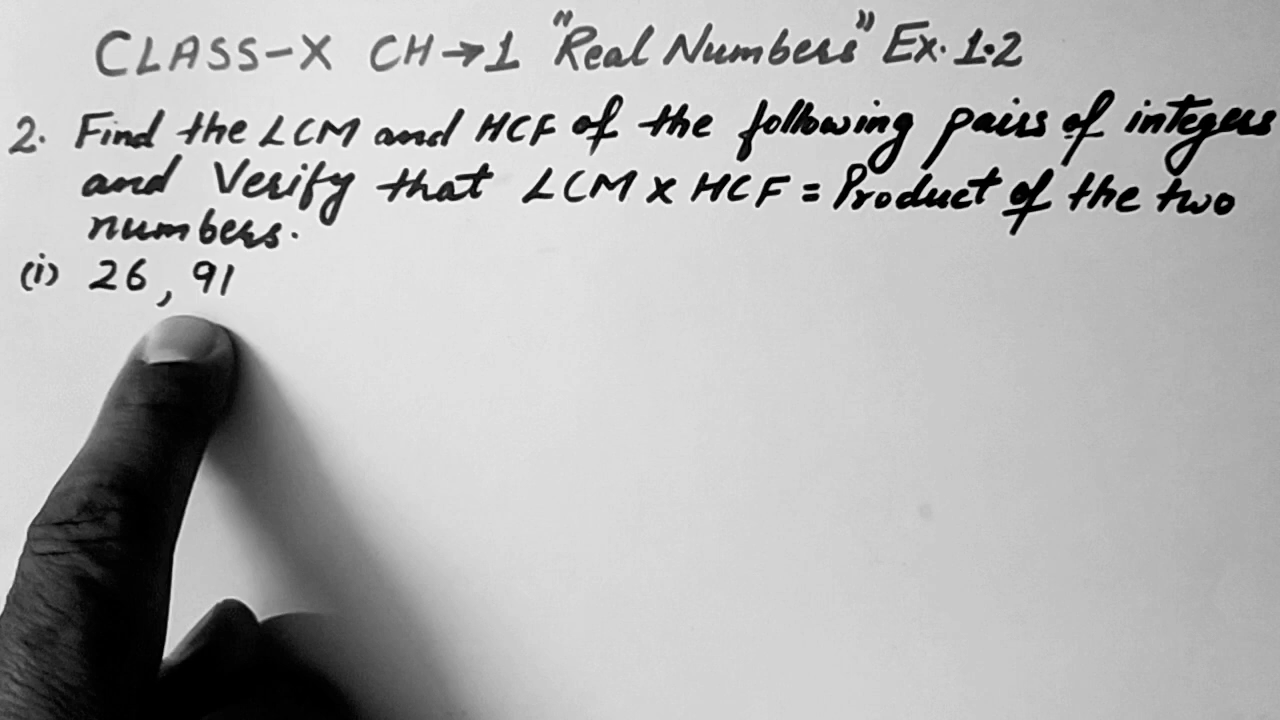 CLASS-X CH→1 "Real Numbers" Ex. 1.2
2. Find the LCM and HCF of the following pairs of integers
and Verify that LCM x HCF = Product of the two
numbers.
(i) 26, 91